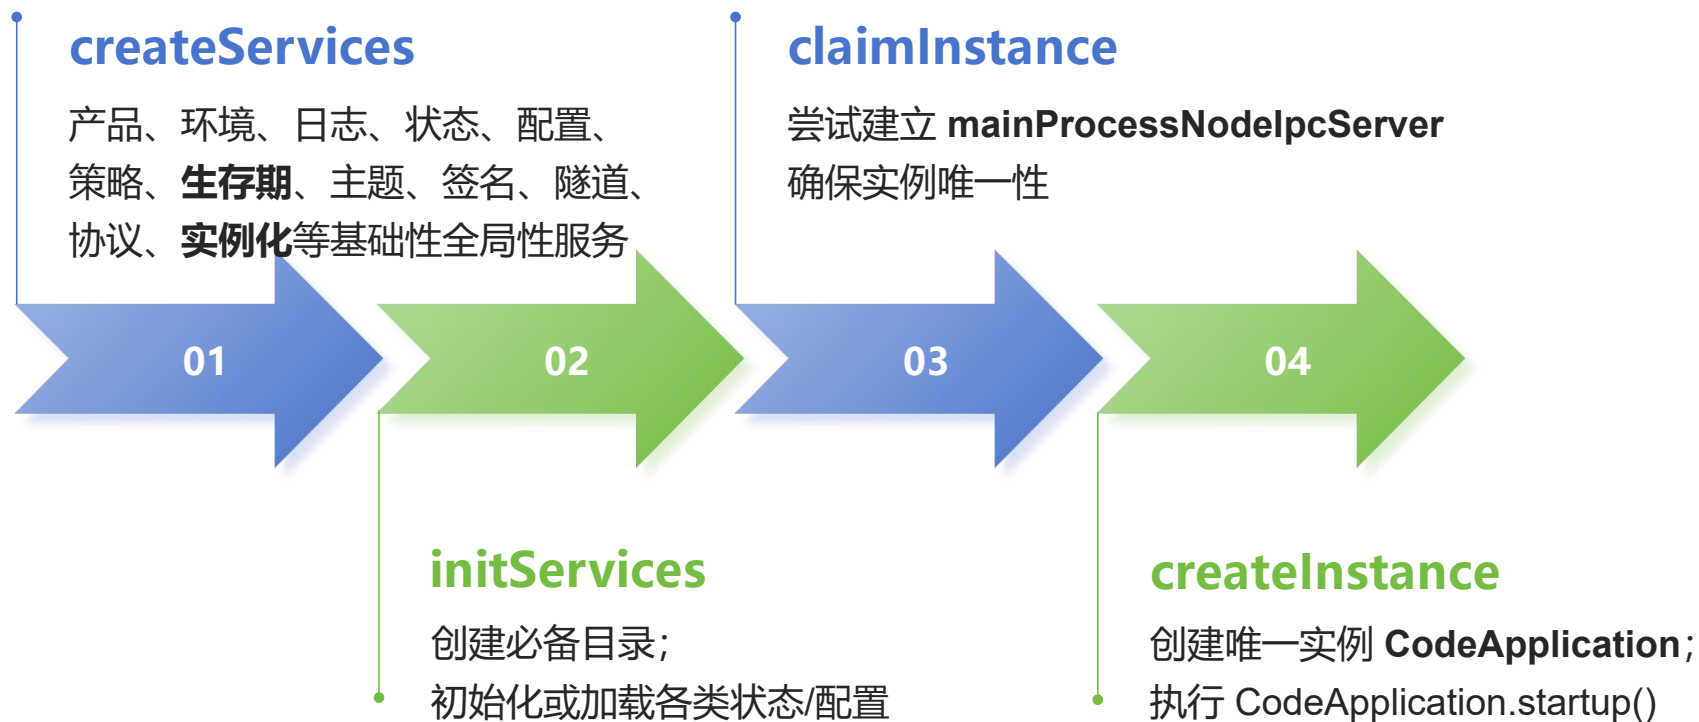 createServices
产品、环境、日志、状态、配置、
策略、生存期、主题、签名、隧道、
协议、实例化等基础性全局性服务
claimInstance
尝试建立 mainProcessNodeIpcServer
确保实例唯一性
01
02
03
04
initServices
创建必备目录；
初始化或加载各类状态/配置
createInstance
创建唯一实例 CodeApplication；
执行 CodeApplication.startup()